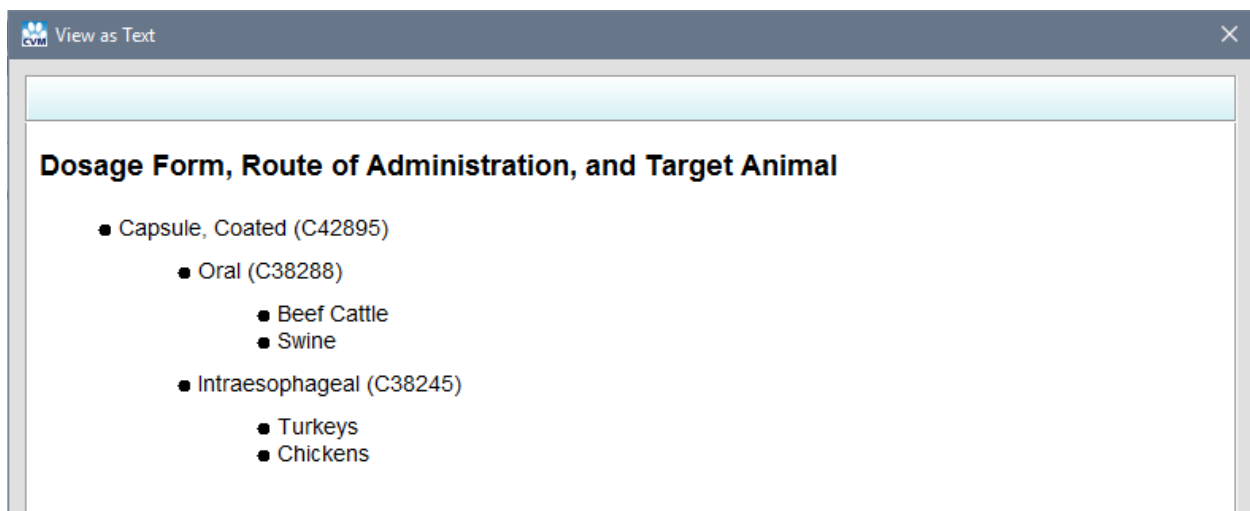 CVM View as Text
Dosage Form, Route of Administration, and Target Animal
Capsule, Coated (C42895)
Oral (C38288)
Beef Cattle
Swine
Intraesophageal (C38245)
Turkeys
Chickens